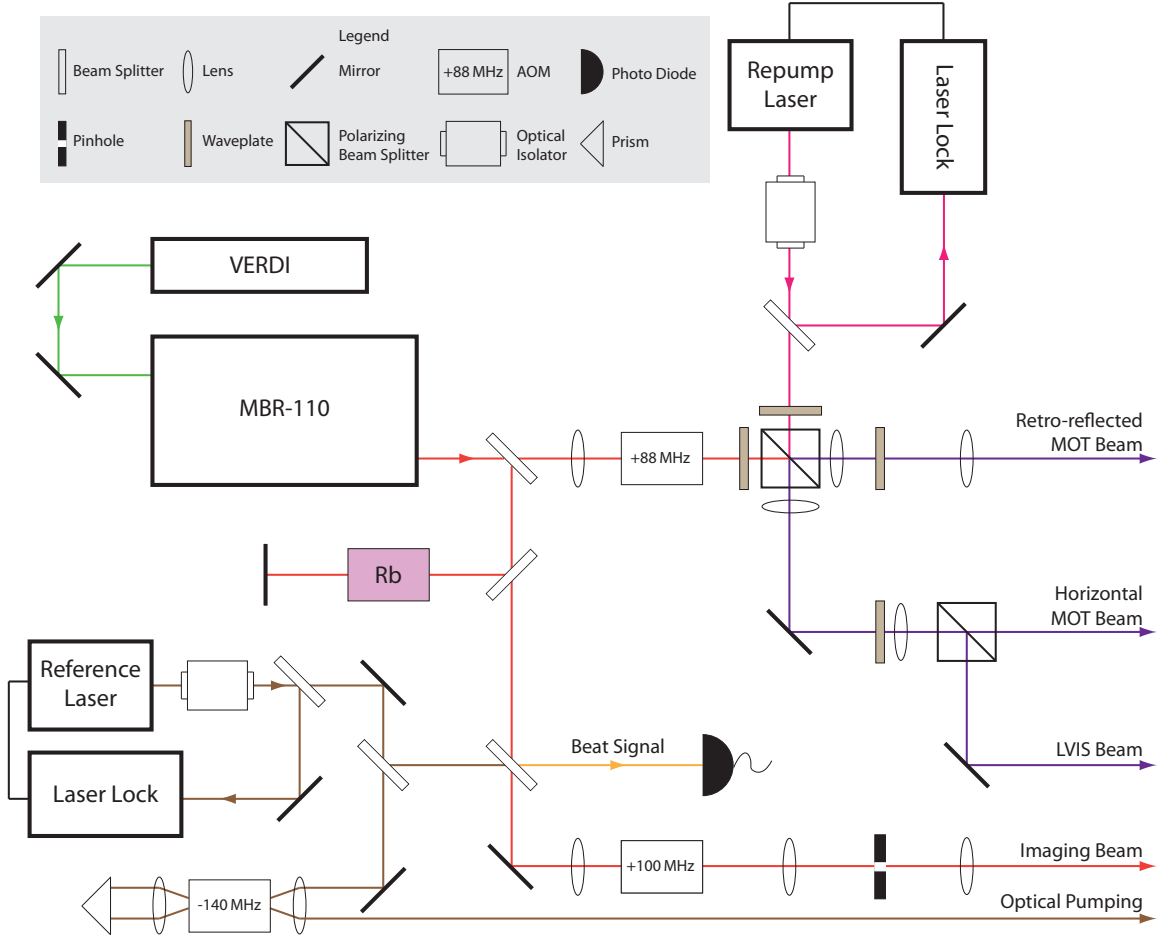 Legend
Beam Splitter
Lens
Mirror
+88 MHz
AOM
Photo Diode
Pinhole
Waveplate
Polarizing
Beam Splitter
Optical
Isolator
Prism
Repump
Laser
Laser Lock
VERDI
MBR-110
+88 MHz
Retro-reflected
MOT Beam
Rb
Horizontal
MOT Beam
Reference
Laser
Laser Lock
Beat Signal
LVIS Beam
+100 MHz
Imaging Beam
-140 MHz
Optical Pumping